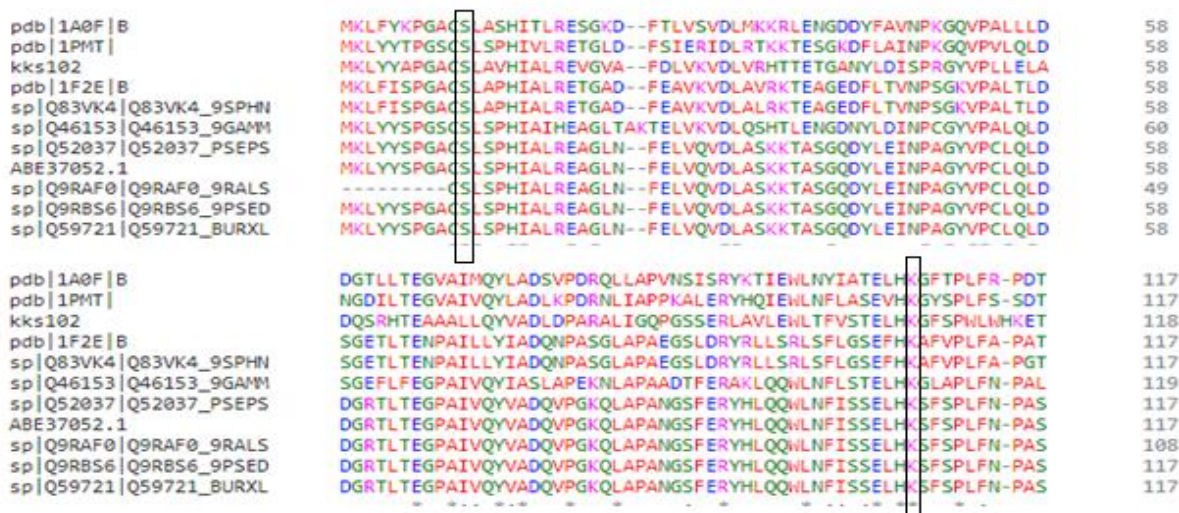 pdb|1A0F|B MKLFYKPGACSLASHITLRESGKD--FTLVSVDLMKKRLENGDDYFAVNPKGQVPALLLD 58
pdb|1PMT| MKLYYTPGSCSLSPHIVLRETGLD--FSIERIDLRTKKTESGKDFLAINPKGQVPVLQLD 58
kks102 MKLYYAPGACSLAVHIALREVGVA--FDLVKVDLVRHTTETGANYLDISPRGYVPLLELA 58
pdb|1F2E|B MKLFISPGACSLAPHIALRETGAD--FEAVKVDLAVRKTEAGEDFLTVNPSGKVPALTLD 58
sp|Q83VK4|Q83VK4_9SPHN MKLFISPGACSLAPHIALRETGAD--FEAVKVDLALRKTEAGEDFLTVNPSGKVPALTLD 58
sp|Q46153|Q46153_9GAMM MKLYYSPGSCSLSPHIAIHEAGLTAKTELVKVDLQSHTLENGDNYLDINPCGYVPALQLD 60
sp|Q52037|Q52037_PSEPS MKLYYSPGACSLSPHIALREAGLN--FELVQVDLASKKTASGQDYLEINPAGYVPCLQLD 58
ABE37052.1 MKLYYSPGACSLSPHIALREAGLN--FELVQVDLASKKTASGQDYLEINPAGYVPCLQLD 58
sp|Q9RAF0|Q9RAF0_9RALS ---------CSLSPHIALREAGLN--FELVQVDLASKKTASGQDYLEINPAGYVPCLQLD 49
sp|Q9RBS6|Q9RBS6_9PSED MKLYYSPGACSLSPHIALREAGLN--FELVQVDLASKKTASGQDYLEINPAGYVPCLQLD 58
sp|Q59721|Q59721_BURXL MKLYYSPGACSLSPHIALREAGLN--FELVQVDLASKKTASGQDYLEINPAGYVPCLQLD 58
pdb|1A0F|B DGTLLTEGVAIMQYLADSVPDRQLLAPVNSISRYKTIEWLNYIATELHKGFTPLFR-PDT 117
pdb|1PMT| NGDILTEGVAIVQYLADLKPDRNLIAPPKALERYHQIEWLNFLASEVHKGYSPLFS-SDT 117
kks102 DQSRHTEAAALLQYVADLDPARALIGQPGSSERLAVLEWLTFVSTELHKGFSPWLWHKET 118
pdb|1F2E|B SGETLTENPAILLYIADQNPASGLAPAEGSLDRYRLLSRLSFLGSEFHKAFVPLFA-PAT 117
sp|Q83VK4|Q83VK4_9SPHN SGETLTENPAILLYIADQNPASGLAPAEGSLDRYRLLSRLSFLGSEFHKAFVPLFA-PGT 117
sp|Q46153|Q46153_9GAMM SGEFLFEGPAIVQYIASLAPEKNLAPAADTFERAKLQQWLNFLSTELHKGLAPLFN-PAL 119
sp|Q52037|Q52037_PSEPS DGRTLTEGPAIVQYVADQVPGKQLAPANGSFERYHLQQWLNFISSELHKSFSPLFN-PAS 117
ABE37052.1 DGRTLTEGPAIVQYVADQVPGKQLAPANGSFERYHLQQWLNFISSELHKSFSPLFN-PAS 117
sp|Q9RAF0|Q9RAF0_9RALS DGRTLTEGPAIVQYVADQVPGKQLAPANGSFERYHLQQWLNFISSELHKSFSPLFN-PAS 108
sp|Q9RBS6|Q9RBS6_9PSED DGRTLTEGPAIVQYVADQVPGKQLAPANGSFERYHLQQWLNFISSELHKSFSPLFN-PAS 117
sp|Q59721|Q59721_BURXL DGRTLTEGPAIVQYVADQVPGKQLAPANGSFERYHLQQWLNFISSELHKSFSPLFN-PAS 117